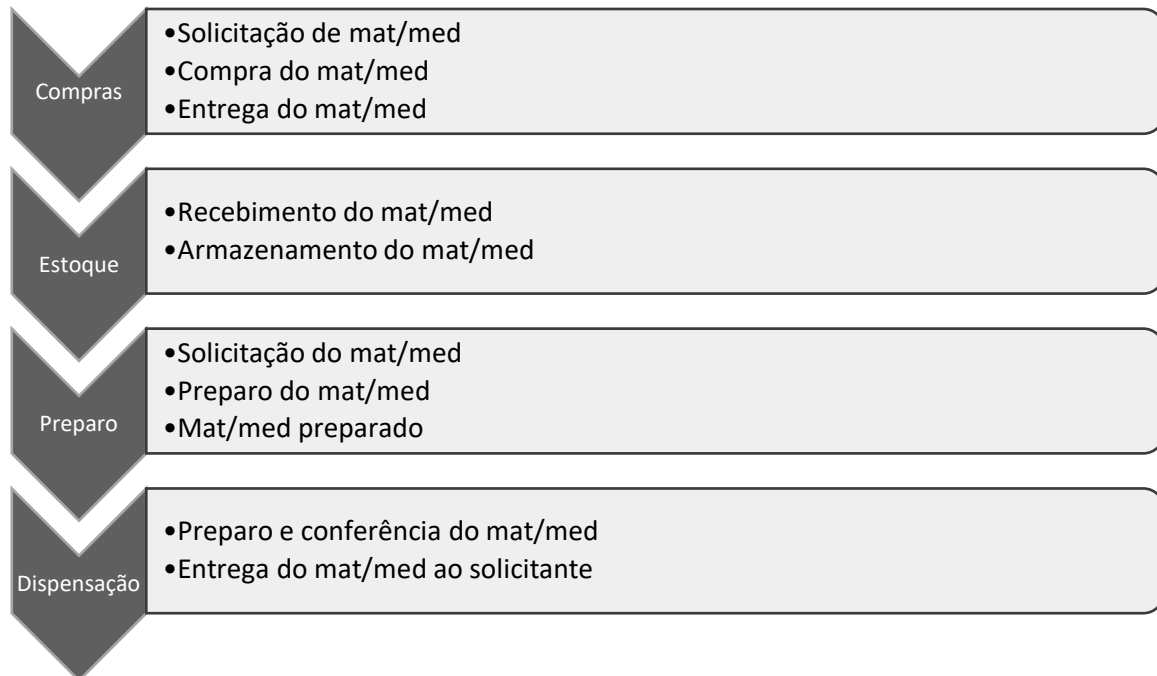 Compras
•Solicitação de mat/med
•Compra do mat/med
•Entrega do mat/med
Estoque
•Recebimento do mat/med
•Armazenamento do mat/med
Preparo
•Solicitação do mat/med
•Preparo do mat/med
•Mat/med preparado
Dispensação
•Preparo e conferência do mat/med
•Entrega do mat/med ao solicitante